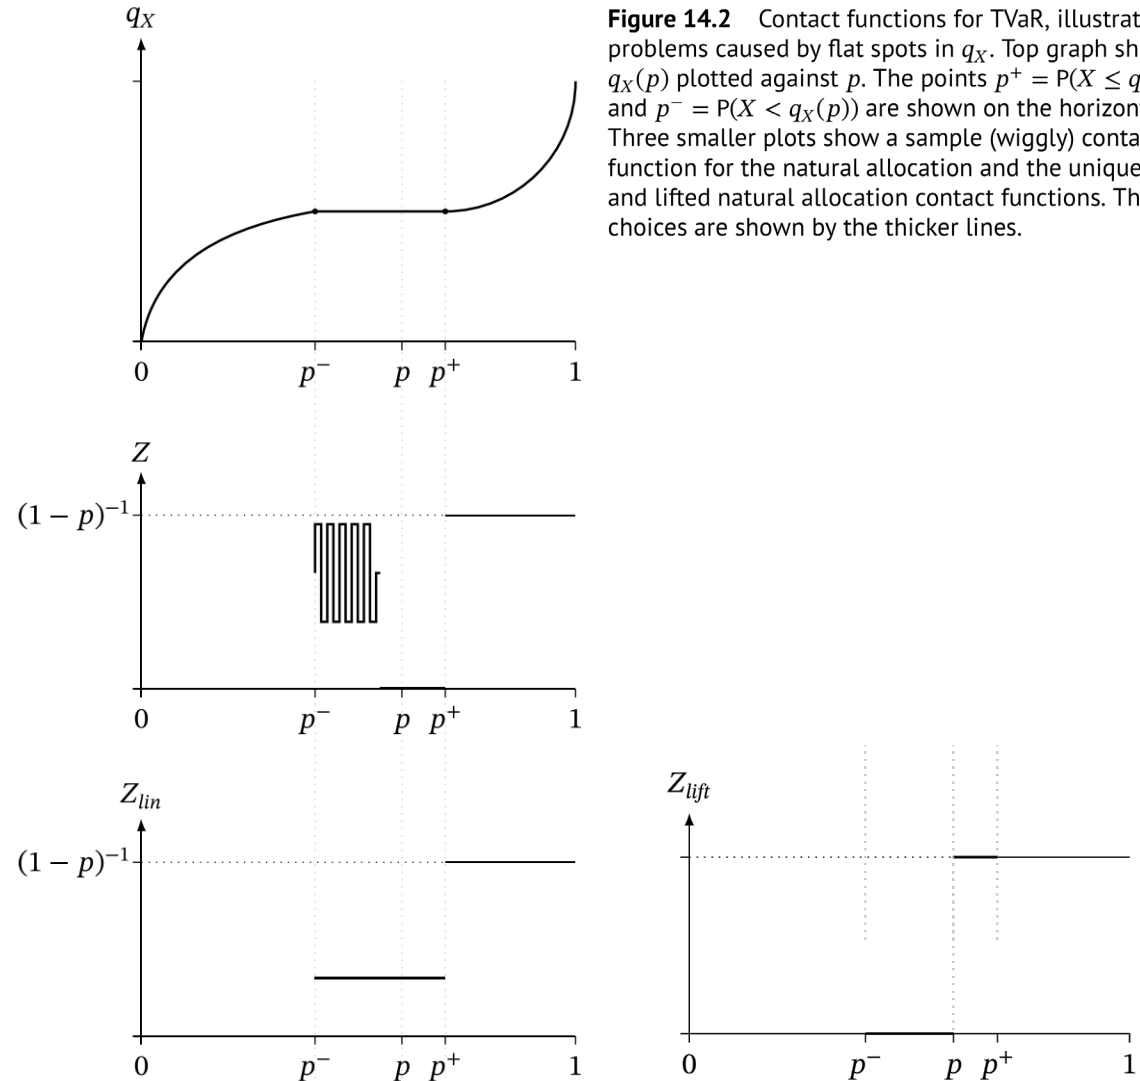 q_X
0 p⁻ p p⁺ 1
Figure 14.2 Contact functions for TVaR, illustrat
problems caused by flat spots in q_X. Top graph sh
q_X(p) plotted against p. The points p⁺ = P(X ≤ q
and p⁻ = P(X < q_X(p)) are shown on the horizon
Three smaller plots show a sample (wiggly) conta
function for the natural allocation and the unique
and lifted natural allocation contact functions. Th
choices are shown by the thicker lines.
Z
(1 − p)⁻¹
0 p⁻ p p⁺ 1
Z_lin
(1 − p)⁻¹
0 p⁻ p p⁺ 1
Z_lift
0 p⁻ p p⁺ 1